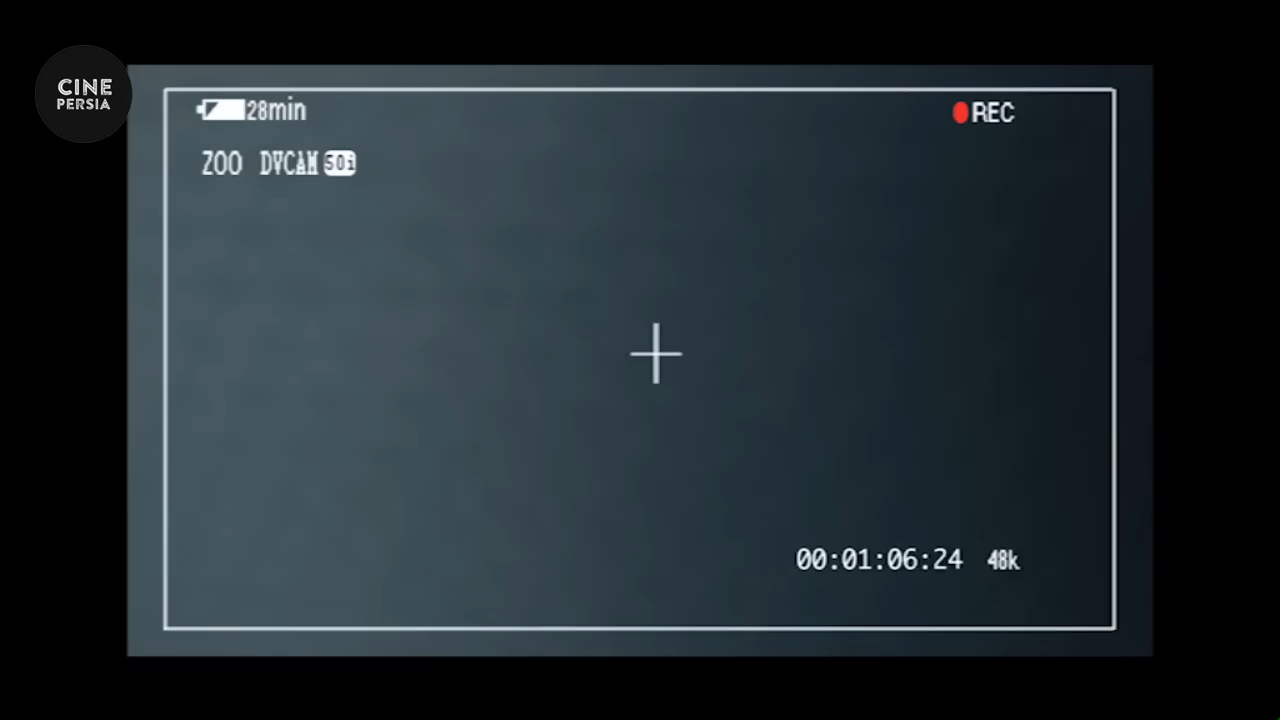 CINE
PERSIA
28min
REC
ZOO DVCAM 50i
00:01:06:24 48k